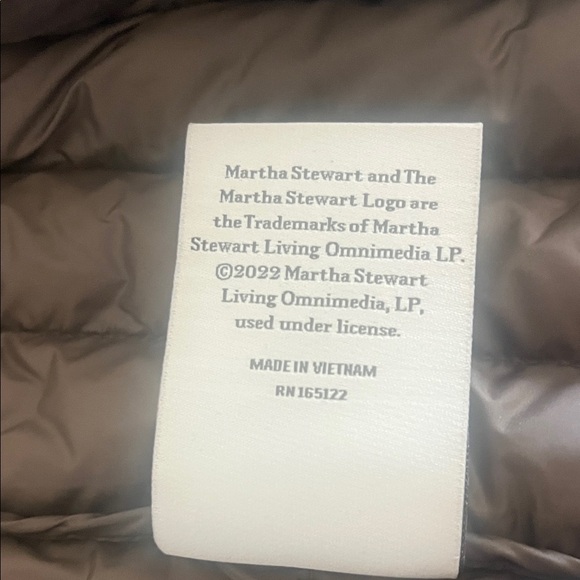 Martha Stewart and The
Martha Stewart Logo are
the Trademarks of Martha
Stewart Living Omnimedia LP.
©2022 Martha Stewart
Living Omnimedia, LP,
used under license.
MADE IN VIETNAM
RN 165122